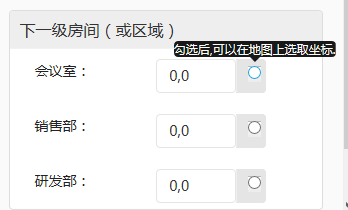 下一级房间（或区域）
勾选后,可以在地图上选取坐标.
会议室： 0,0
销售部： 0,0
研发部： 0,0